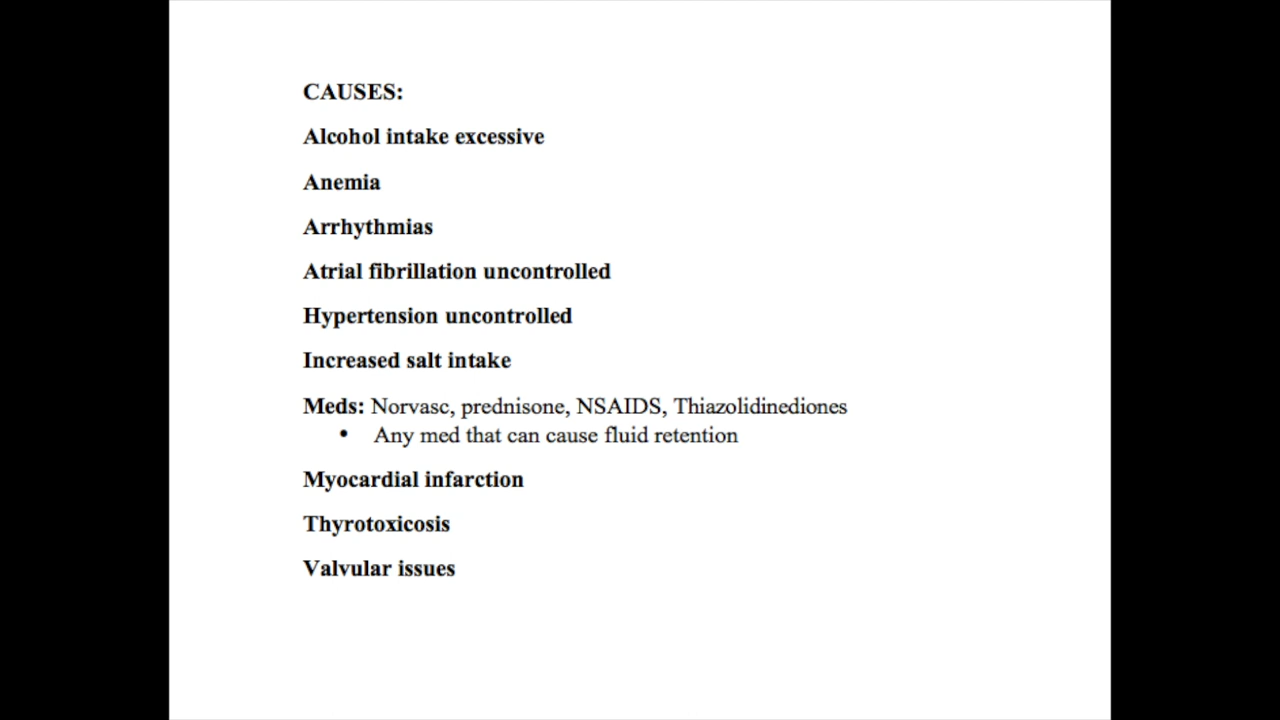 CAUSES:
Alcohol intake excessive
Anemia
Arrhythmias
Atrial fibrillation uncontrolled
Hypertension uncontrolled
Increased salt intake
Meds: Norvasc, prednisone, NSAIDS, Thiazolidinediones
• Any med that can cause fluid retention
Myocardial infarction
Thyrotoxicosis
Valvular issues